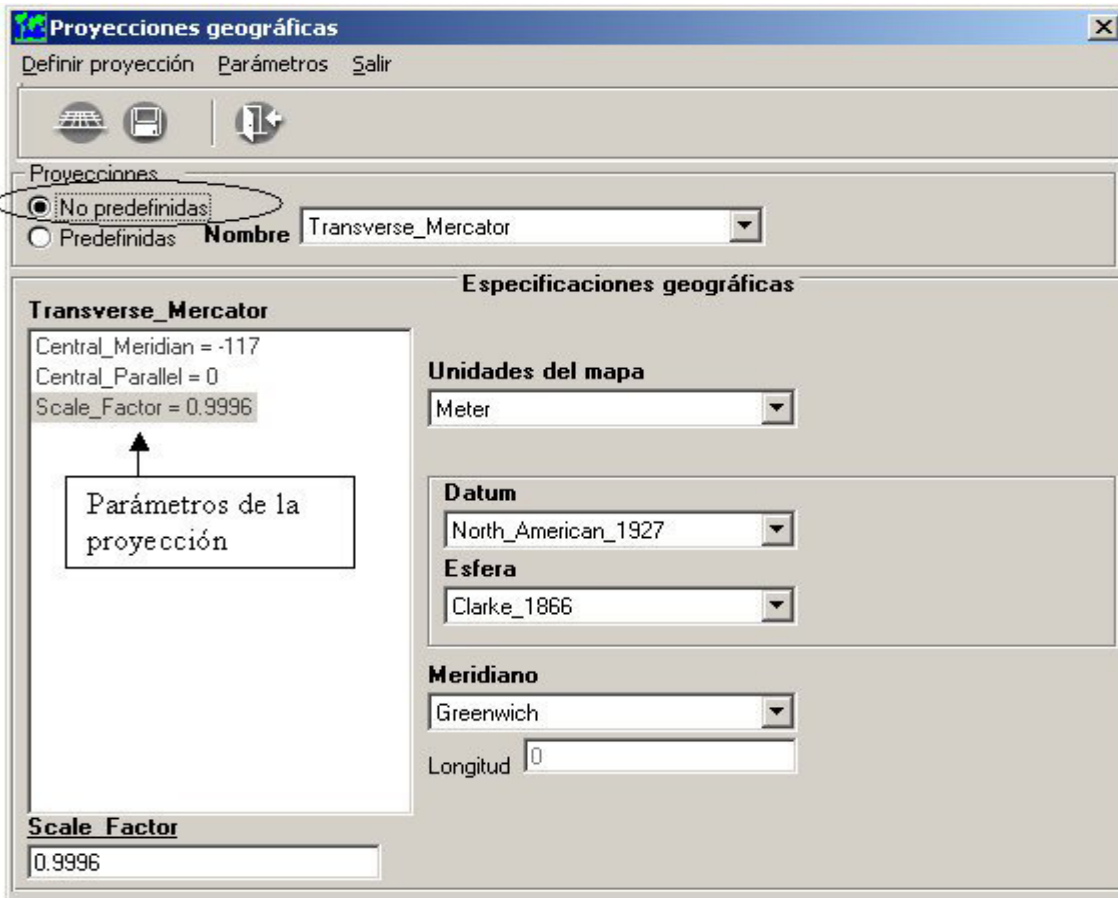 Proyecciones geográficas
Definir proyección Parámetros Salir
Proyecciones
No predefinidas
Predefinidas
Nombre Transverse_Mercator
Especificaciones geográficas
Transverse_Mercator
Central_Meridian = -117
Central_Parallel = 0
Scale_Factor = 0.9996
Parámetros de la
proyección
Unidades del mapa
Meter
Datum
North_American_1927
Esfera
Clarke_1866
Meridiano
Greenwich
Longitud 0
Scale_Factor
0.9996